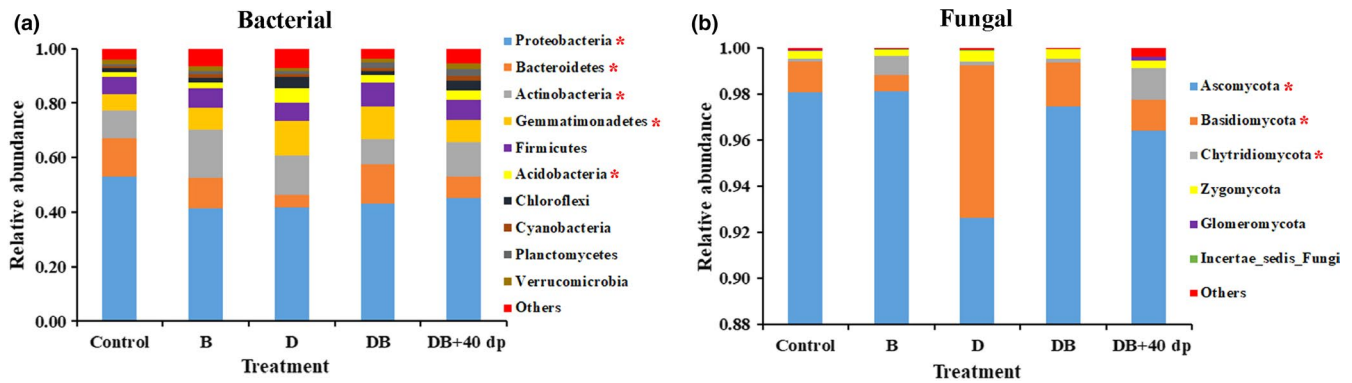 (a)
Bacterial
Relative abundance
1.00
0.80
0.60
0.40
0.20
0.00
Control B D DB DB+40 dp
Treatment
Proteobacteria *
Bacteroidetes *
Actinobacteria *
Gemmatimonadetes *
Firmicutes
Acidobacteria *
Chloroflexi
Cyanobacteria
Planctomycetes
Verrucomicrobia
Others
(b)
Fungal
Relative abundance
1.00
0.98
0.96
0.94
0.92
0.90
0.88
Control B D DB DB+40 dp
Treatment
Ascomycota *
Basidiomycota *
Chytridiomycota *
Zygomycota
Glomeromycota
Incertae_sedis_Fungi
Others